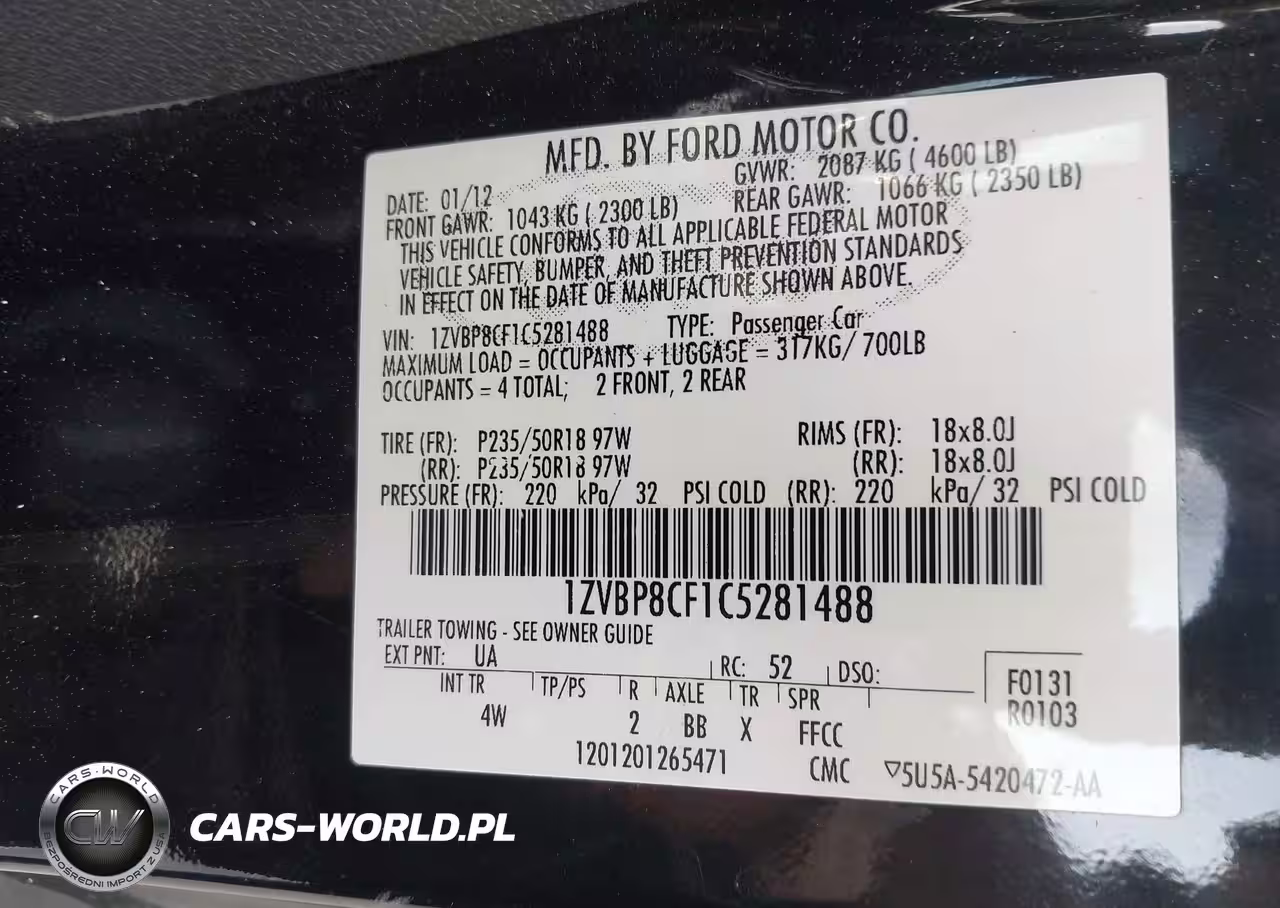 MFD. BY FORD MOTOR CO.
DATE: 01/12 GVWR: 2087 KG ( 4600 LB)
FRONT GAWR: 1043 KG ( 2300 LB) REAR GAWR: 1066 KG ( 2350 LB)
THIS VEHICLE CONFORMS TO ALL APPLICABLE FEDERAL MOTOR
VEHICLE SAFETY, BUMPER, AND THEFT PREVENTION STANDARDS
IN EFFECT ON THE DATE OF MANUFACTURE SHOWN ABOVE.
VIN: 1ZVBP8CF1C5281488 TYPE: Passenger Car
MAXIMUM LOAD = OCCUPANTS + LUGGAGE = 317KG/ 700LB
OCCUPANTS = 4 TOTAL; 2 FRONT, 2 REAR
TIRE (FR): P235/50R18 97W RIMS (FR): 18x8.0J
(RR): P235/50R18 97W (RR): 18x8.0J
PRESSURE (FR): 220 kPa/ 32 PSI COLD (RR): 220 kPa/ 32 PSI COLD
1ZVBP8CF1C5281488
TRAILER TOWING - SEE OWNER GUIDE
EXT PNT: UA RC: 52 DSO:
INT TR TP/PS R AXLE TR SPR
4W 2 BB X FFCC
F0131
R0103
1201201265471 CMC ▽5U5A-5420472-AA
CARS-WORLD
CW
BEZPOŚREDNI IMPORT Z USA
CARS-WORLD.PL